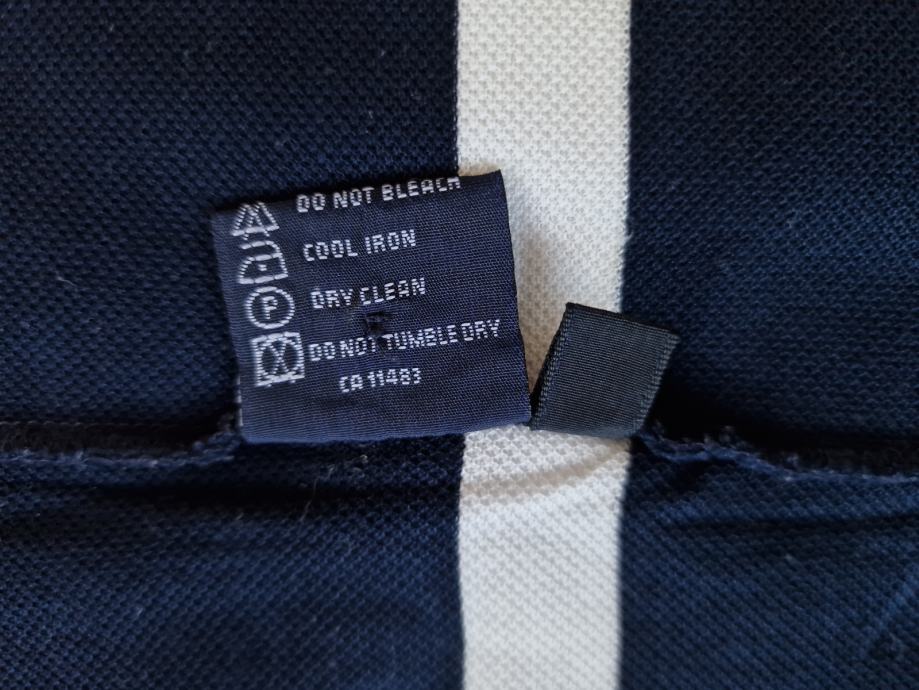 DO NOT BLEACH
COOL IRON
P DRY CLEAN
DO NOT TUMBLE DRY
CA 11483